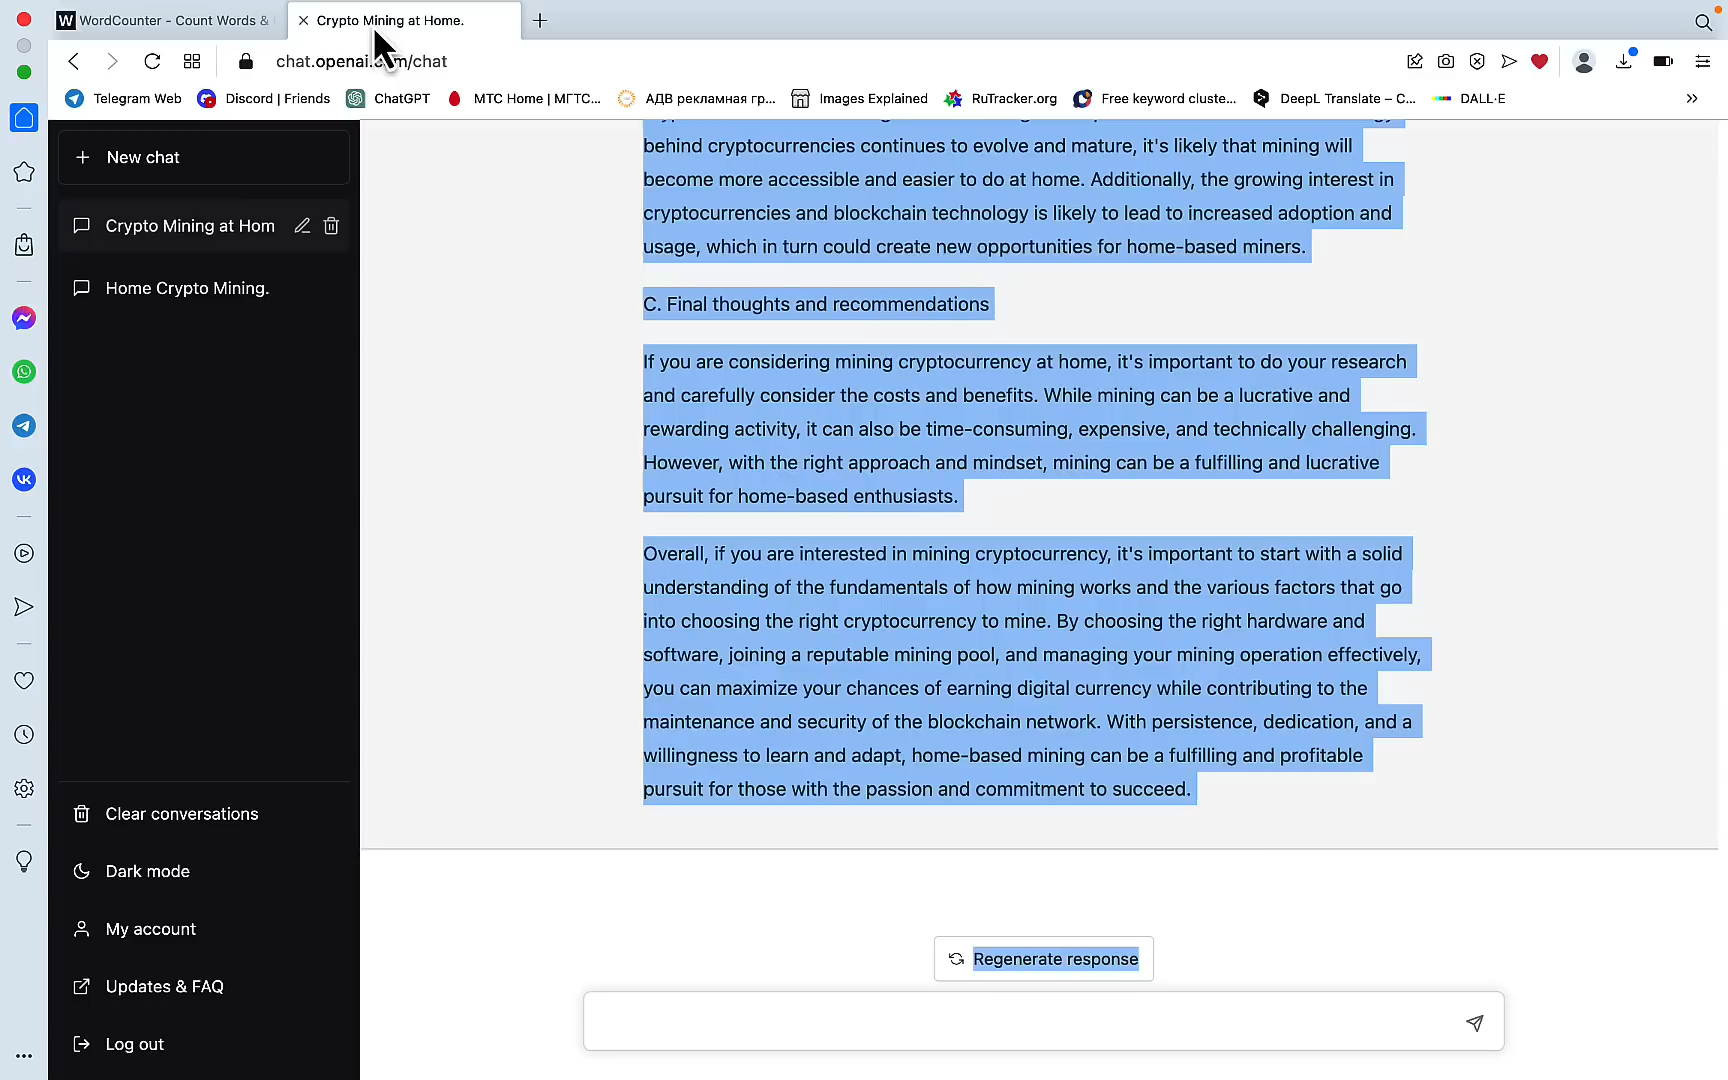 WordCounter - Count Words &
Crypto Mining at Home.
chat.openai.com/chat
Telegram Web
Discord | Friends
ChatGPT
МТС Home | МГТС...
АДВ рекламная гр...
Images Explained
RuTracker.org
Free keyword cluste...
DeepL Translate – С...
DALL·E
New chat
Crypto Mining at Hom
Home Crypto Mining.
behind cryptocurrencies continues to evolve and mature, it's likely that mining will
become more accessible and easier to do at home. Additionally, the growing interest in
cryptocurrencies and blockchain technology is likely to lead to increased adoption and
usage, which in turn could create new opportunities for home-based miners.
C. Final thoughts and recommendations
If you are considering mining cryptocurrency at home, it's important to do your research
and carefully consider the costs and benefits. While mining can be a lucrative and
rewarding activity, it can also be time-consuming, expensive, and technically challenging.
However, with the right approach and mindset, mining can be a fulfilling and lucrative
pursuit for home-based enthusiasts.
Overall, if you are interested in mining cryptocurrency, it's important to start with a solid
understanding of the fundamentals of how mining works and the various factors that go
into choosing the right cryptocurrency to mine. By choosing the right hardware and
software, joining a reputable mining pool, and managing your mining operation effectively,
you can maximize your chances of earning digital currency while contributing to the
maintenance and security of the blockchain network. With persistence, dedication, and a
willingness to learn and adapt, home-based mining can be a fulfilling and profitable
pursuit for those with the passion and commitment to succeed.
Clear conversations
Dark mode
My account
Updates & FAQ
Log out
Regenerate response